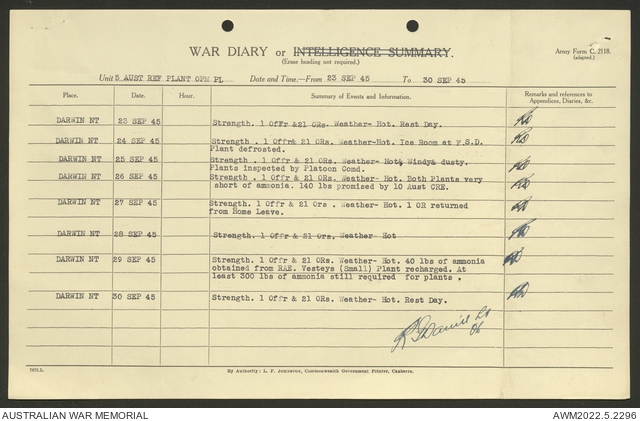 WAR DIARY or INTELLIGENCE SUMMARY.
(Erase heading not required.)
Army Form C. 2118.
(adapted.)
Unit 5 AUST REF PLANT OPM PL Date and Time:—From 23 SEP 45 To 30 SEP 45
Place. Date. Hour. Summary of Events and Information. Remarks and references to
Appendices, Diaries, &c.
DARWIN NT 23 SEP 45 Strength. 1 Offr &21 ORs. Weather- Hot. Rest Day.
DARWIN NT 24 SEP 45 Strength . 1 Offr& 21 ORs. Weather-Hot. Ice Room at F.S.D.
Plant defrosted.
DARWIN NT 25 SEP 45 Strength . 1 Offr & 21 ORs. Weather- Hot& Windy& dusty.
Plants inspected by Platoon Comd.
DARWIN NT 26 SEP 45 Strength . 1 Offr & 21 ORs. Weather- Hot. Both Plants very
short of ammonia. 140 lbs promised by 10 Aust CRE.
DARWIN NT 27 SEP 45 Strength. 1 Offr & 21 Ors . Weather- Hot. 1 OR returned
from Home Leave.
DARWIN NT 28 SEP 45 Strength. 1 Offr & 21 ORs. Weather- Hot
DARWIN NT 29 SEP 45 Strength. 1 Offr & 21 ORs. Weather- Hot. 40 lbs of ammonia
obtained from RAE. Vesteys (Small) Plant recharged. At
least 300 lbs of ammonia still required for plants .
DARWIN NT 30 SEP 45 Strength. 1 Offr & 21 ORs. Weather- Hot. Rest Day.
Lt
OC
By Authority: L. F. Johnston, Commonwealth Government Printer, Canberra.
AUSTRALIAN WAR MEMORIAL AWM2022.5.2296